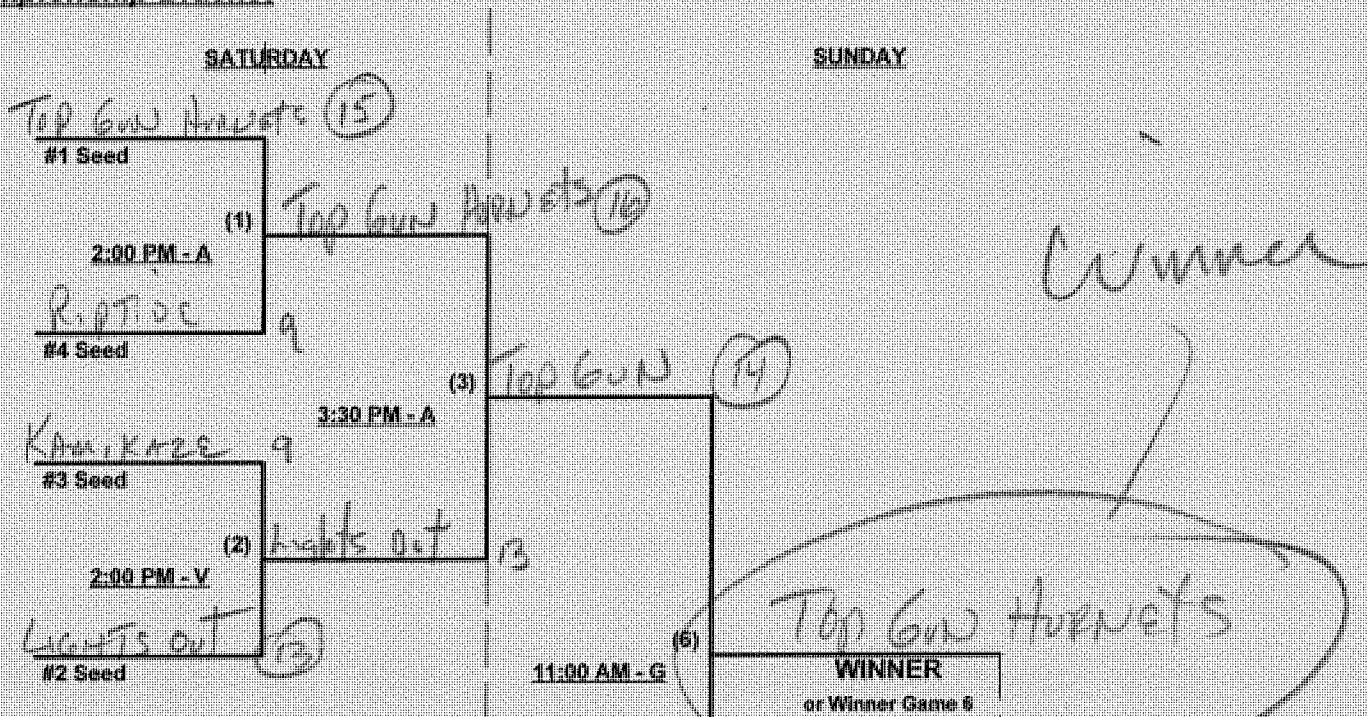 SATURDAY
SUNDAY
Top Gun Hornets 15
#1 Seed
(1)
Top Gun Hornets 16
2:00 PM - A
Winner
RipTide
9
#4 Seed
(3)
Top Gun 14
3:30 PM - A
Kamikaze 9
#3 Seed
(2)
Lights Out
13
2:00 PM - V
Lights Out
#2 Seed
(6)
Top Gun Hornets
11:00 AM - G
WINNER
or Winner Game 6